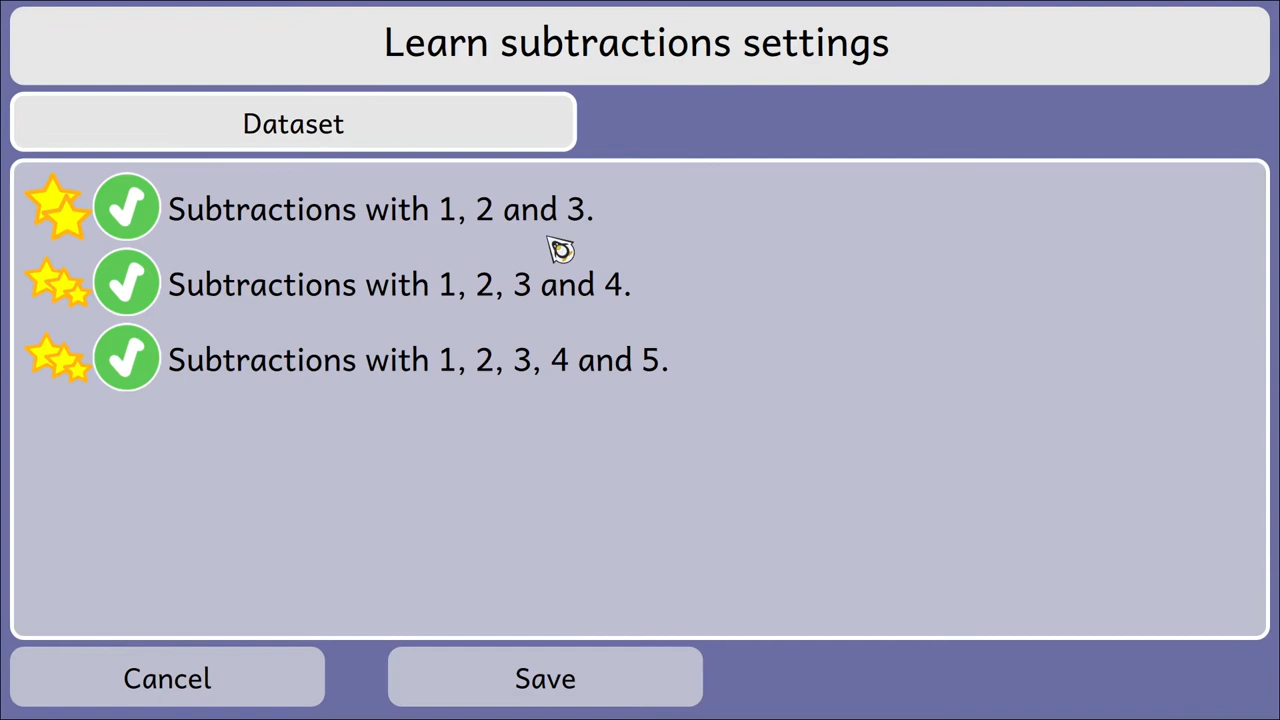 Learn subtractions settings
Dataset
Subtractions with 1, 2 and 3.
Subtractions with 1, 2, 3 and 4.
Subtractions with 1, 2, 3, 4 and 5.
Cancel
Save